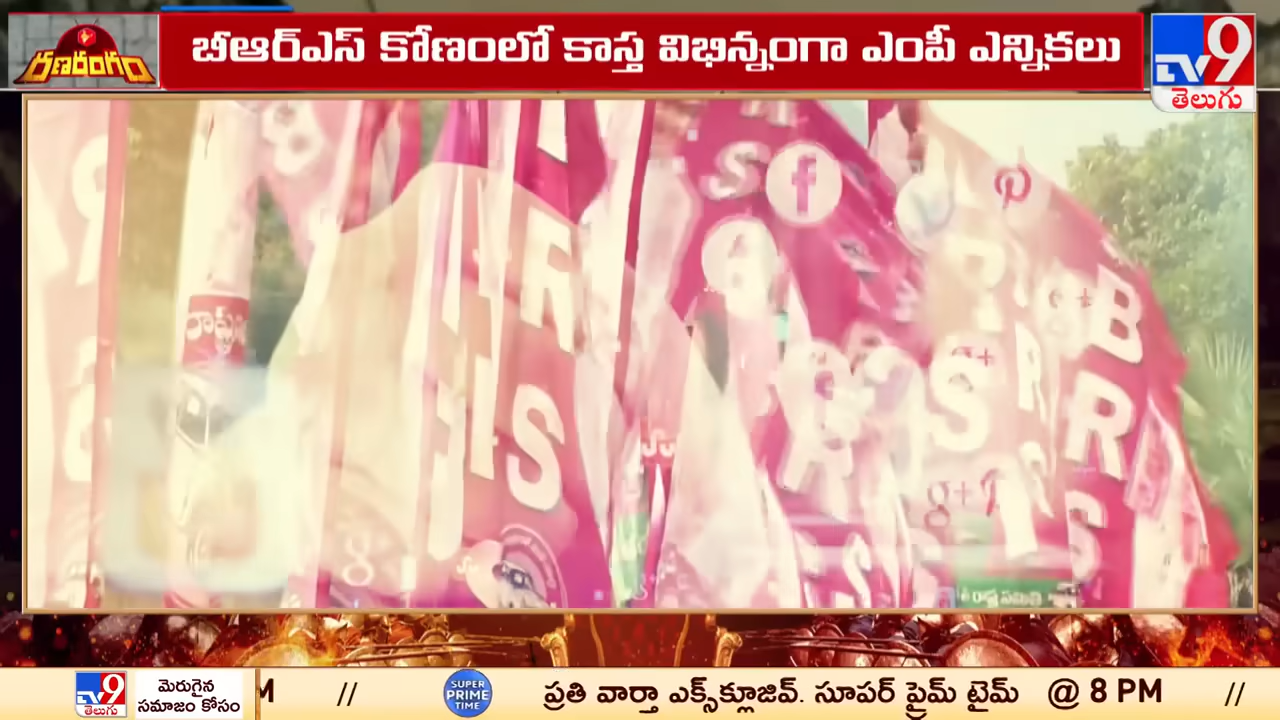 రణరంగం
బీఆర్ఎస్ కోణంలో కాస్త విభిన్నంగా ఎంపీ ఎన్నికలు
TV9
తెలుగు
BRS
f
g+
TV9
తెలుగు
మెరుగైన
సమాజం కోసం
M //
SUPER
PRIME
TIME
ప్రతి వార్తా ఎక్స్‌క్లూజివ్. సూపర్ ప్రైమ్ టైమ్ @ 8 PM //